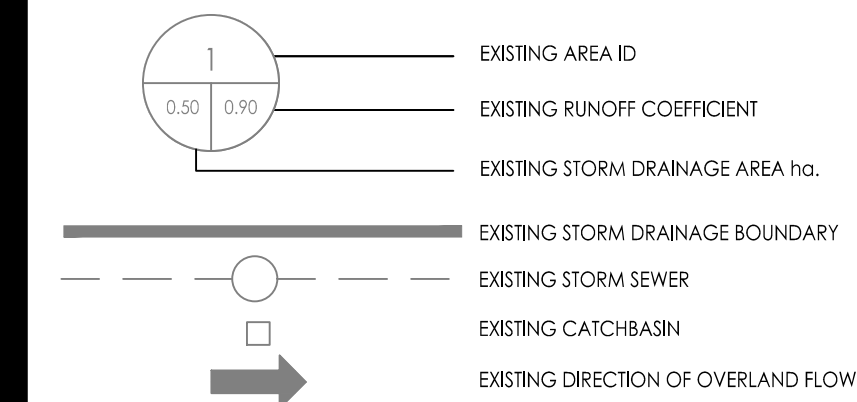 1
EXISTING AREA ID
0.50 0.90
EXISTING RUNOFF COEFFICIENT
EXISTING STORM DRAINAGE AREA ha.
EXISTING STORM DRAINAGE BOUNDARY
EXISTING STORM SEWER
EXISTING CATCHBASIN
EXISTING DIRECTION OF OVERLAND FLOW